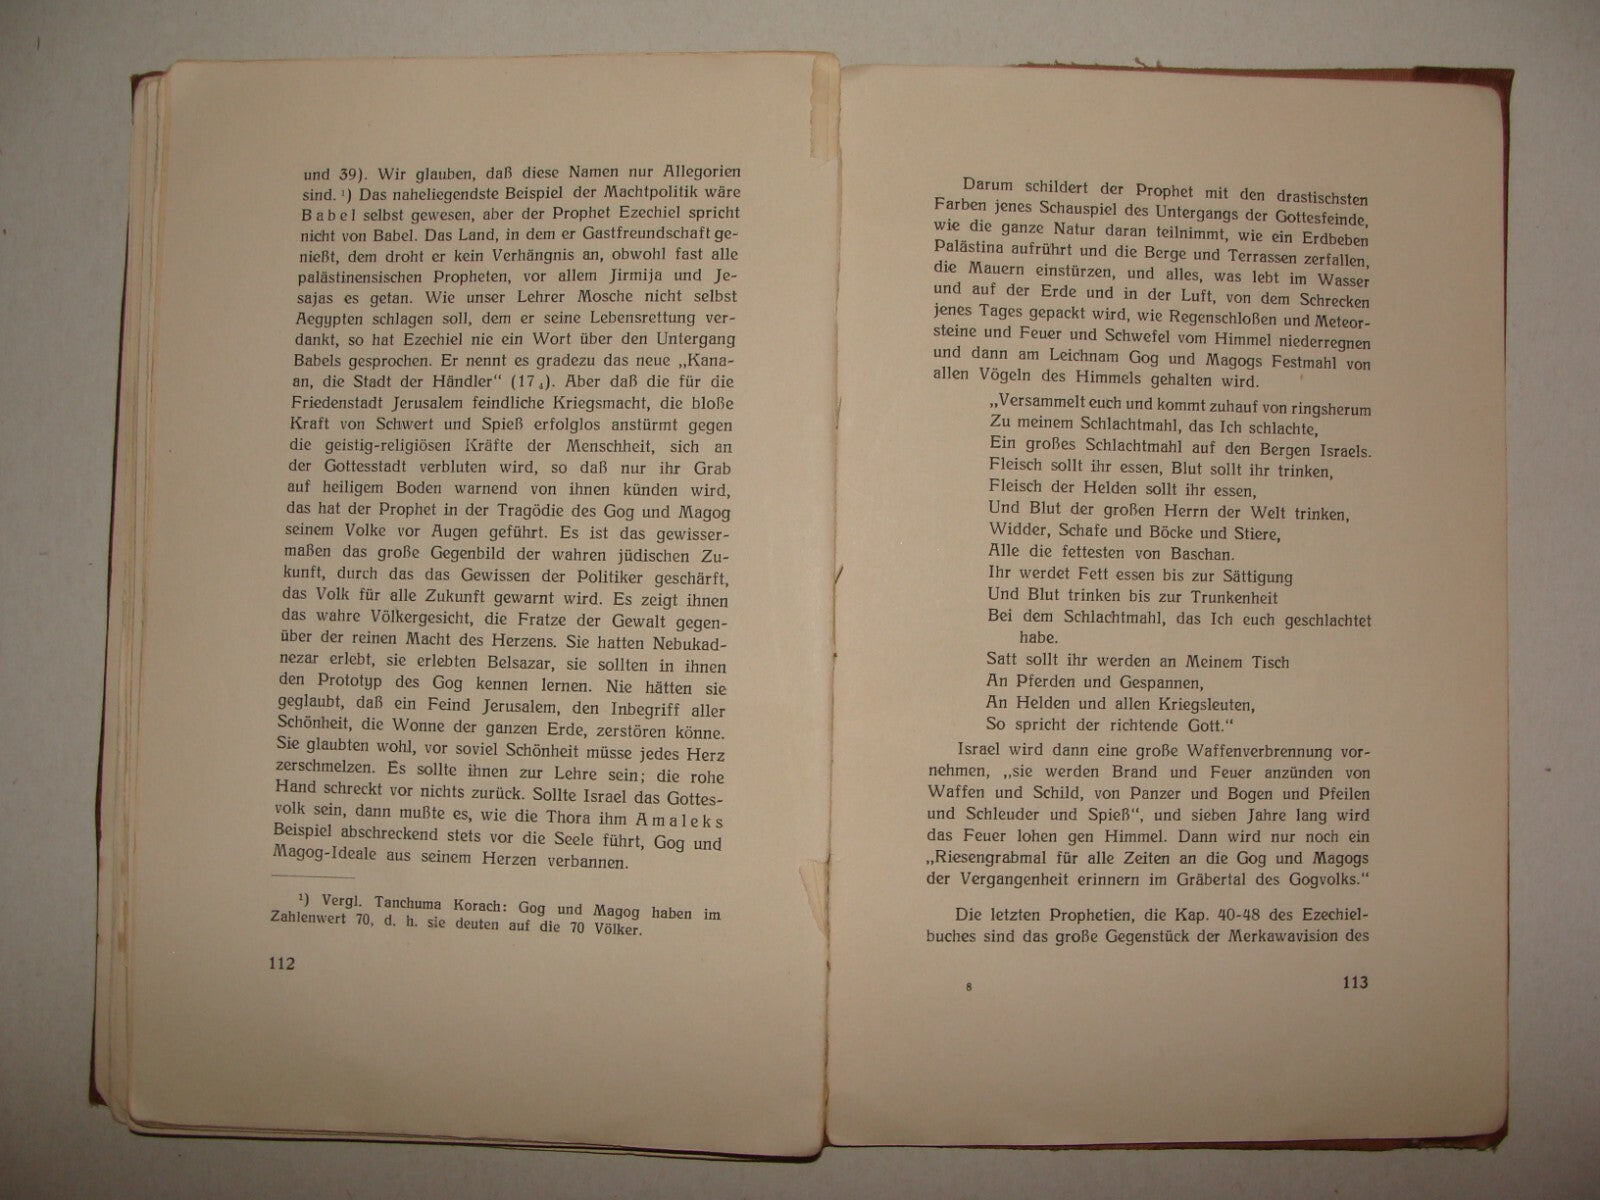 und 39). Wir glauben, daß diese Namen nur Allegorien
sind. ¹) Das naheliegendste Beispiel der Machtpolitik wäre
Babel selbst gewesen, aber der Prophet Ezechiel spricht
nicht von Babel. Das Land, in dem er Gastfreundschaft ge-
nießt, dem droht er kein Verhängnis an, obwohl fast alle
palästinensischen Propheten, vor allem Jirmija und Je-
sajas es getan. Wie unser Lehrer Mosche nicht selbst
Aegypten schlagen soll, dem er seine Lebensrettung ver-
dankt, so hat Ezechiel nie ein Wort über den Untergang
Babels gesprochen. Er nennt es gradezu das neue „Kana-
an, die Stadt der Händler“ (17 ₄). Aber daß die für die
Friedenstadt Jerusalem feindliche Kriegsmacht, die bloße
Kraft von Schwert und Spieß erfolglos anstürmt gegen
die geistig-religiösen Kräfte der Menschheit, sich an
der Gottesstadt verbluten wird, so daß nur ihr Grab
auf heiligem Boden warnend von ihnen künden wird,
das hat der Prophet in der Tragödie des Gog und Magog
seinem Volke vor Augen geführt. Es ist das gewisser-
maßen das große Gegenbild der wahren jüdischen Zu-
kunft, durch das das Gewissen der Politiker geschärft,
das Volk für alle Zukunft gewarnt wird. Es zeigt ihnen
das wahre Völkergesicht, die Fratze der Gewalt gegen-
über der reinen Macht des Herzens. Sie hatten Nebukad-
nezar erlebt, sie erlebten Belsazar, sie sollten in ihnen
den Prototyp des Gog kennen lernen. Nie hätten sie
geglaubt, daß ein Feind Jerusalem, den Inbegriff aller
Schönheit, die Wonne der ganzen Erde, zerstören könne.
Sie glaubten wohl, vor soviel Schönheit müsse jedes Herz
zerschmelzen. Es sollte ihnen zur Lehre sein; die rohe
Hand schreckt vor nichts zurück. Sollte Israel das Gottes-
volk sein, dann mußte es, wie die Thora ihm Amaleks
Beispiel abschreckend stets vor die Seele führt, Gog und
Magog-Ideale aus seinem Herzen verbannen.
¹) Vergl. Tanchuma Korach: Gog und Magog haben im
Zahlenwert 70, d. h. sie deuten auf die 70 Völker.
112
Darum schildert der Prophet mit den drastischsten
Farben jenes Schauspiel des Untergangs der Gottesfeinde,
wie die ganze Natur daran teilnimmt, wie ein Erdbeben
Palästina aufrührt und die Berge und Terrassen zerfallen,
die Mauern einstürzen, und alles, was lebt im Wasser
und auf der Erde und in der Luft, von dem Schrecken
jenes Tages gepackt wird, wie Regenschloßen und Meteor-
steine und Feuer und Schwefel vom Himmel niederregnen
und dann am Leichnam Gog und Magogs Festmahl von
allen Vögeln des Himmels gehalten wird.
„Versammelt euch und kommt zuhauf von ringsherum
Zu meinem Schlachtmahl, das Ich schlachte,
Ein großes Schlachtmahl auf den Bergen Israels.
Fleisch sollt ihr essen, Blut sollt ihr trinken,
Fleisch der Helden sollt ihr essen,
Und Blut der großen Herrn der Welt trinken,
Widder, Schafe und Böcke und Stiere,
Alle die fettesten von Baschan.
Ihr werdet Fett essen bis zur Sättigung
Und Blut trinken bis zur Trunkenheit
Bei dem Schlachtmahl, das Ich euch geschlachtet
habe.
Satt sollt ihr werden an Meinem Tisch
An Pferden und Gespannen,
An Helden und allen Kriegsleuten,
So spricht der richtende Gott.“
Israel wird dann eine große Waffenverbrennung vor-
nehmen, „sie werden Brand und Feuer anzünden von
Waffen und Schild, von Panzer und Bogen und Pfeilen
und Schleuder und Spieß“, und sieben Jahre lang wird
das Feuer lohen gen Himmel. Dann wird nur noch ein
„Riesengrabmal für alle Zeiten an die Gog und Magogs
der Vergangenheit erinnern im Gräbertal des Gogvolks.“
Die letzten Prophetien, die Kap. 40-48 des Ezechiel-
buches sind das große Gegenstück der Merkawavision des
8
113